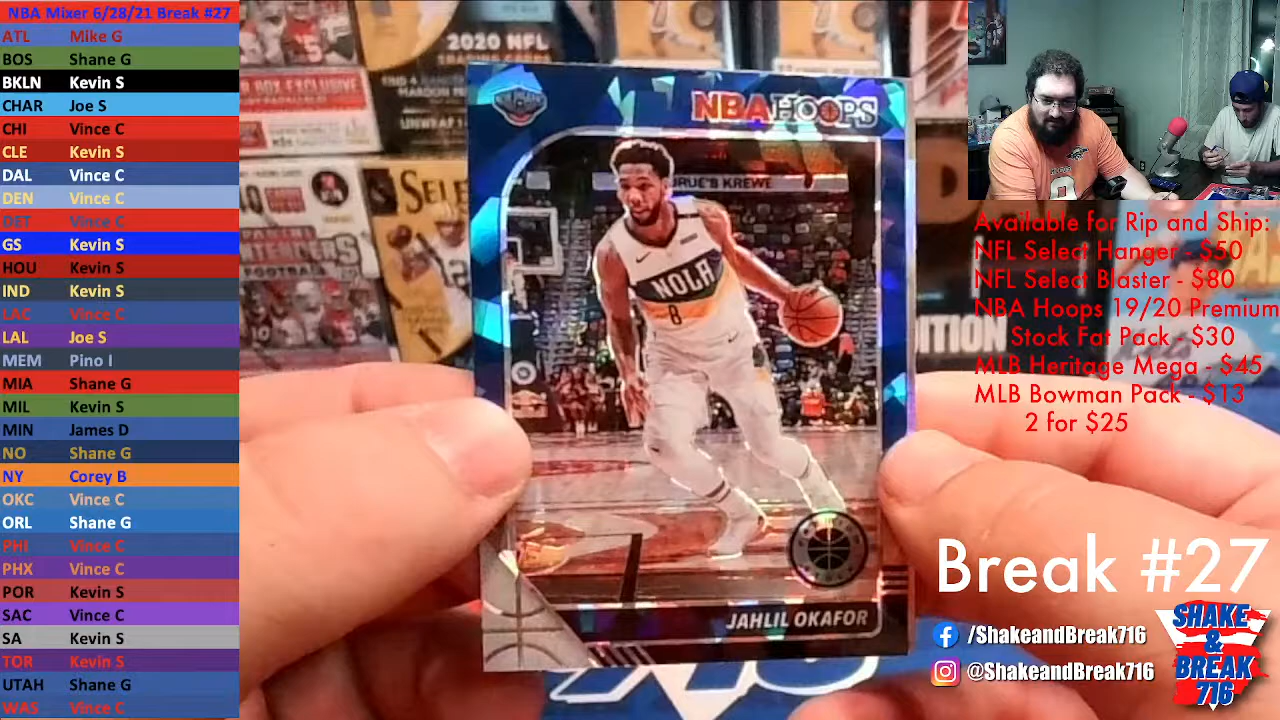 NBA Mixer 6/28/21 Break #27
ATL Mike G
BOS Shane G
BKLN Kevin S
CHAR Joe S
CHI Vince C
CLE Kevin S
DAL Vince C
DEN Vince C
DET Vince C
GS Kevin S
HOU Kevin S
IND Kevin S
LAC Vince C
LAL Joe S
MEM Pino I
MIA Shane G
MIL Kevin S
MIN James D
NO Shane G
NY Corey B
OKC Vince C
ORL Shane G
PHI Vince C
PHX Vince C
POR Kevin S
SAC Vince C
SA Kevin S
TOR Kevin S
UTAH Shane G
WAS Vince C
2020 NFL
NBA HOOPS
KREWE
NOLA
8
JAHLIL OKAFOR
Available for Rip and Ship:
NFL Select Hanger - $50
NFL Select Blaster - $80
NBA Hoops 19/20 Premium
Stock Fat Pack - $30
MLB Heritage Mega - $45
MLB Bowman Pack - $13
2 for $25
Break #27
/ShakeandBreak716
@ShakeandBreak716
SHAKE
&
BREAK
716